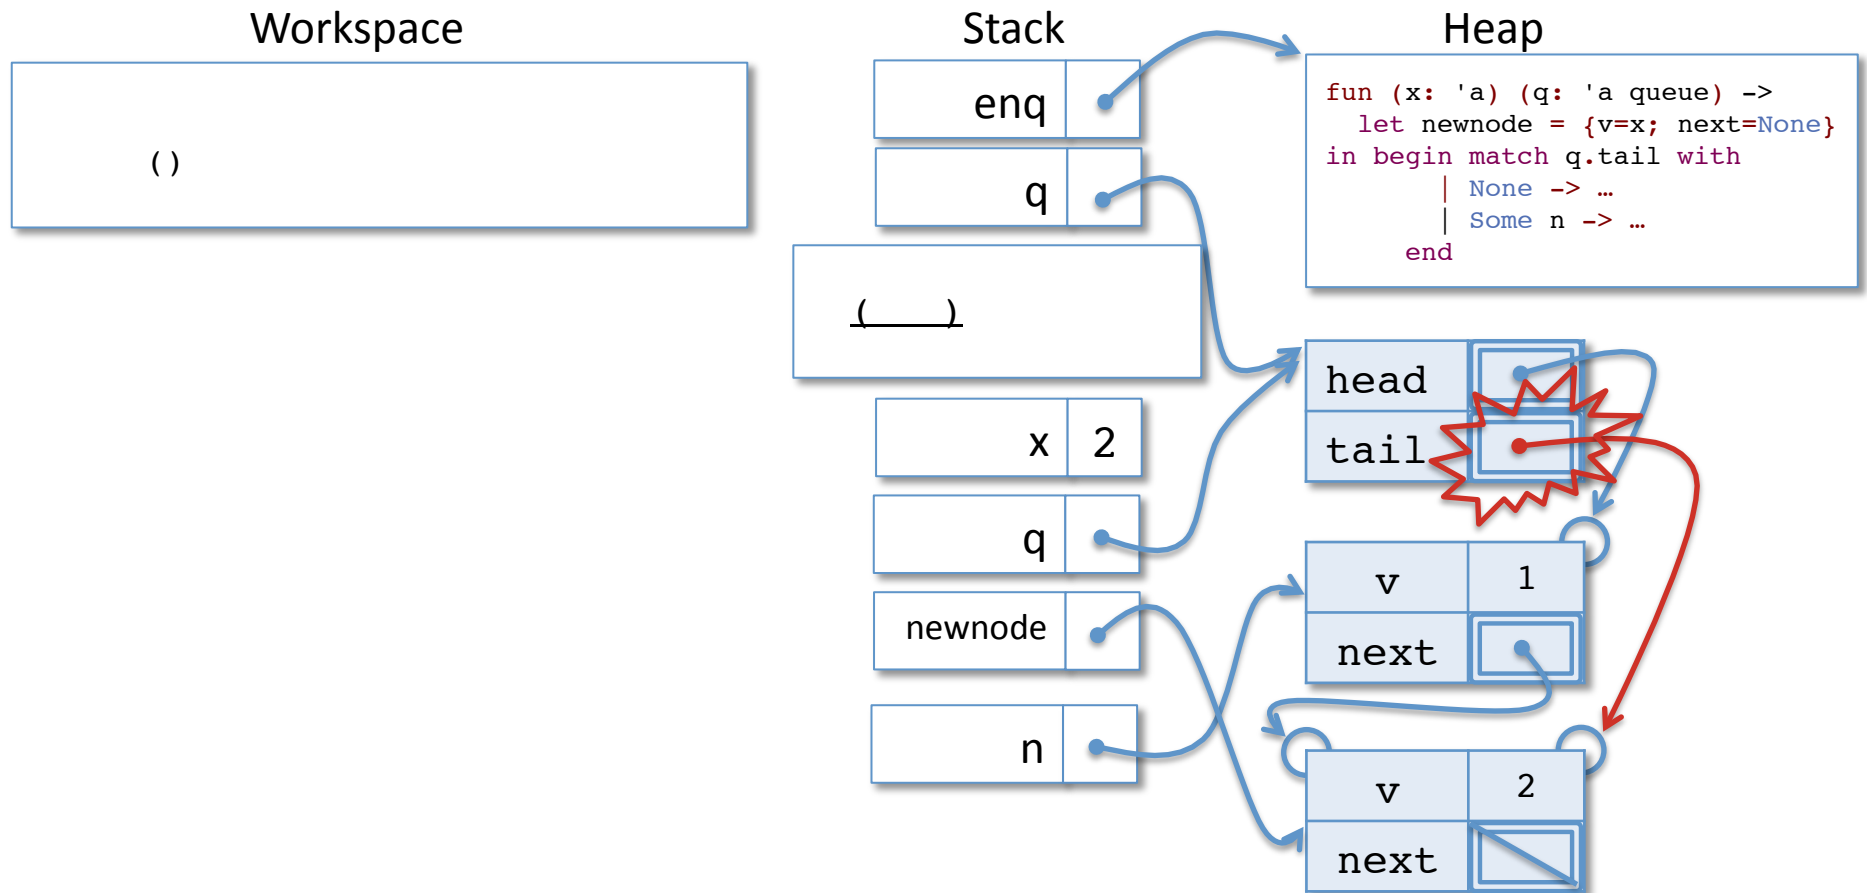 Workspace
Stack
Heap
()
enq
q
(    )
x 2
q
newnode
n
fun (x: 'a) (q: 'a queue) ->
let newnode = {v=x; next=None}
in begin match q.tail with
| None -> …
| Some n -> …
end
head
tail
v 1
next
v 2
next